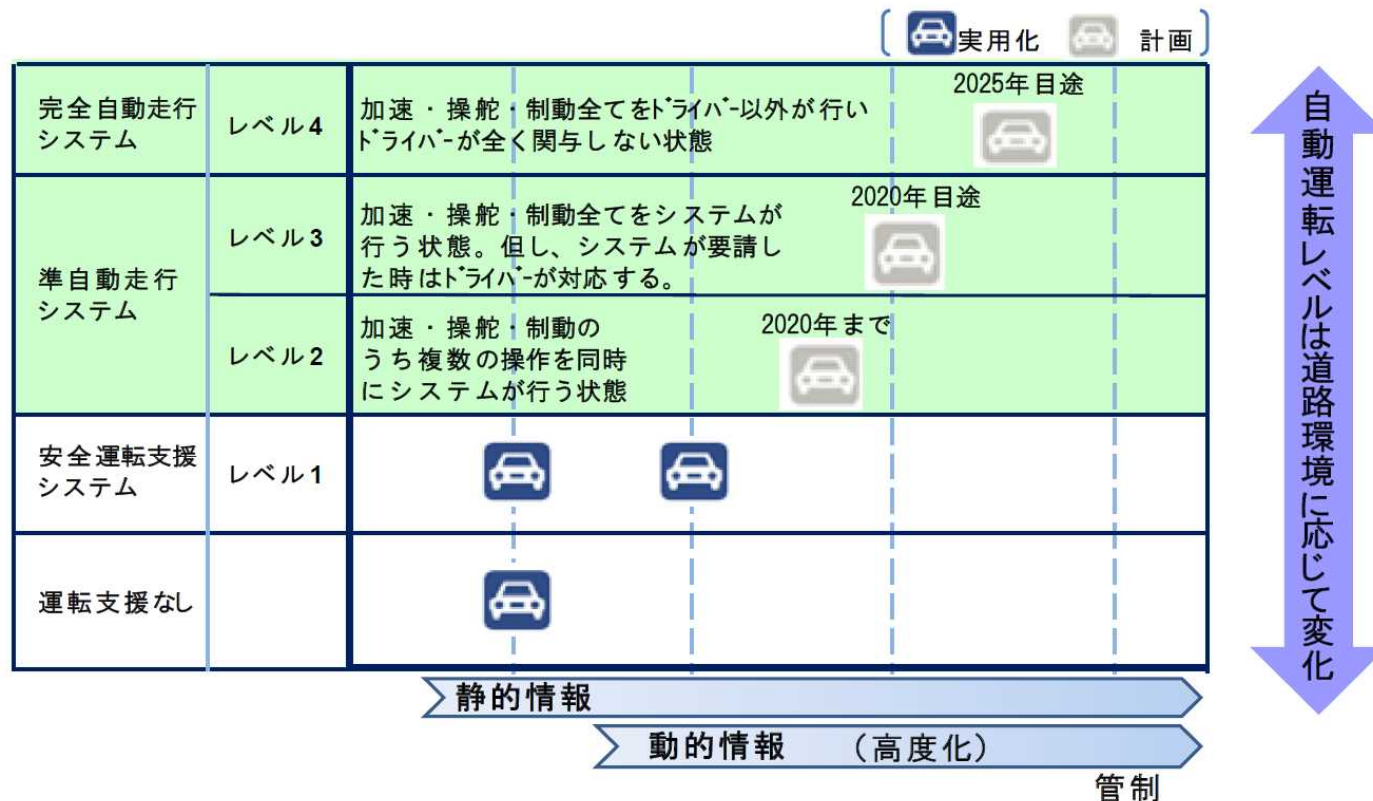 実用化 計画
完全自動走行
システム
レベル4
加速・操舵・制動全てをﾄﾞﾗｲﾊﾞｰ以外が行い
ﾄﾞﾗｲﾊﾞｰが全く関与しない状態
2025年目途
準自動走行
システム
レベル3
加速・操舵・制動全てをシステムが
行う状態。但し、システムが要請し
た時はﾄﾞﾗｲﾊﾞｰが対応する。
2020年目途
レベル2
加速・操舵・制動の
うち複数の操作を同時
にシステムが行う状態
2020年まで
安全運転支援
システム
レベル1
運転支援なし
静的情報
動的情報 （高度化）
管制
自動運転レベルは道路環境に応じて変化